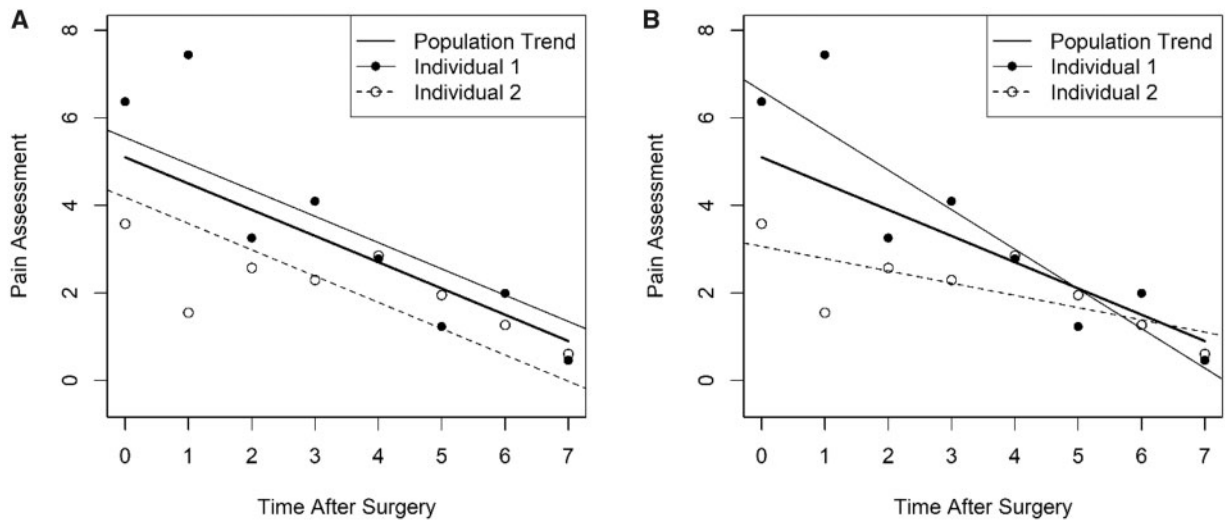 A
8
6
4
2
0
Pain Assessment
Population Trend
Individual 1
Individual 2
0 1 2 3 4 5 6 7
Time After Surgery
B
8
6
4
2
0
Pain Assessment
Population Trend
Individual 1
Individual 2
0 1 2 3 4 5 6 7
Time After Surgery